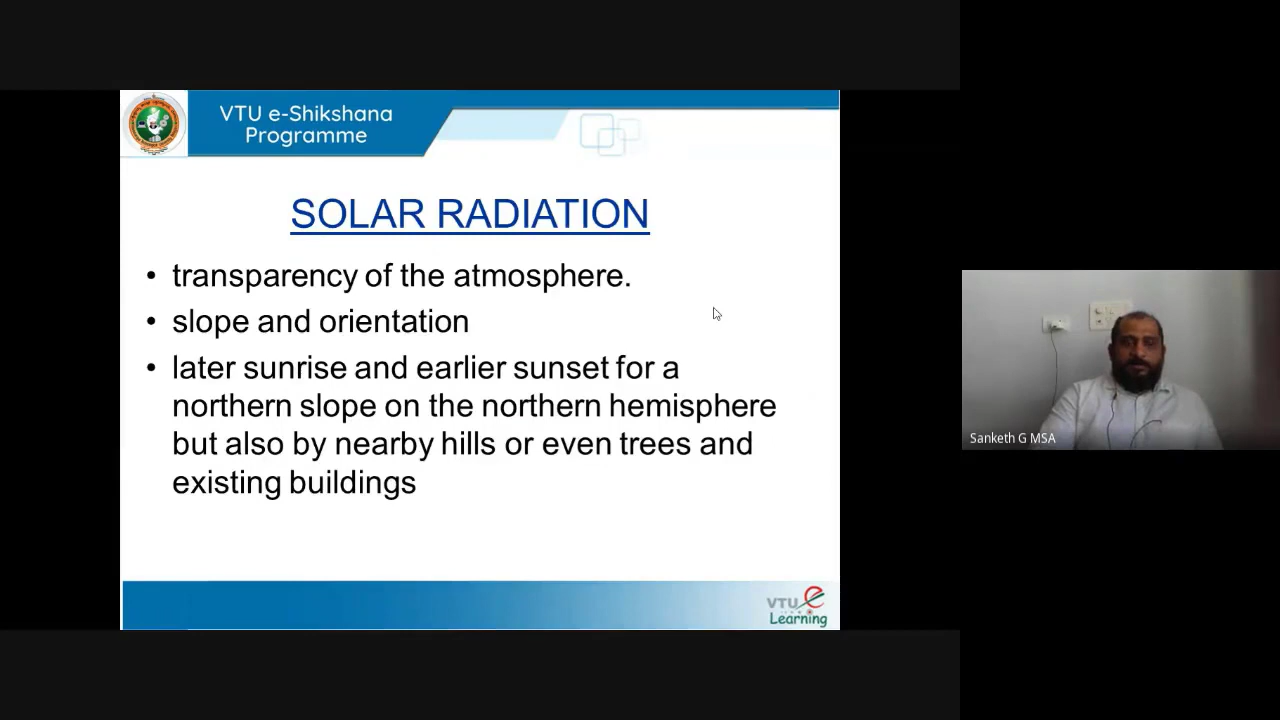 VTU e-Shikshana
Programme
SOLAR RADIATION
• transparency of the atmosphere.
• slope and orientation
• later sunrise and earlier sunset for a
northern slope on the northern hemisphere
but also by nearby hills or even trees and
existing buildings
Sanketh G MSA
VTU e
Learning